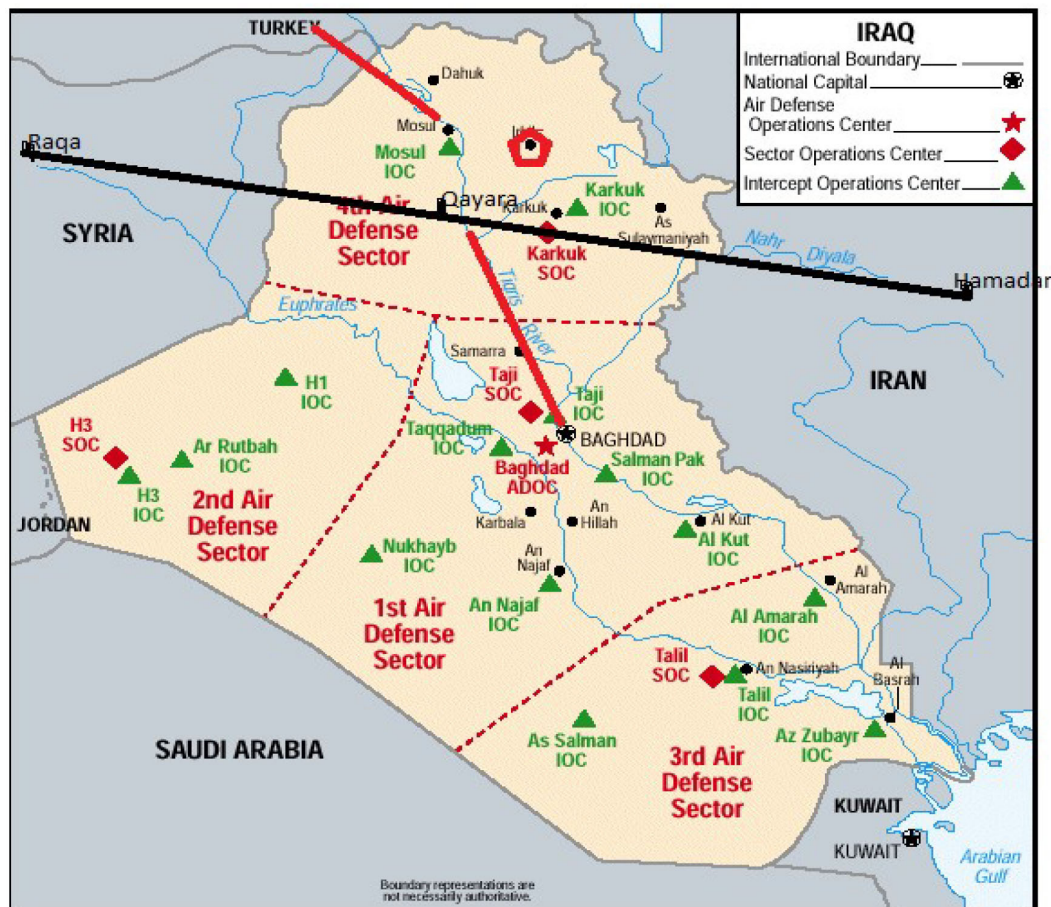 TURKEY
IRAQ
International Boundary
National Capital
Air Defense
Operations Center
Sector Operations Center
Intercept Operations Center
Dahuk
Mosul
Mosul
IOC
Raqa
Qayara
Karkuk
IOC
Karkuk
As
Sulaymaniyah
4th Air
Defense
Sector
Karkuk
SOC
SYRIA
Nahr
Diyala
Hamadan
Tigris
River
Euphrates
Samarra
Taji
SOC
Taji
IOC
IRAN
H1
IOC
H3
SOC
Ar Rutbah
IOC
H3
IOC
Taqqadum
IOC
BAGHDAD
Baghdad
ADOC
Salman Pak
IOC
2nd Air
Defense
Sector
JORDAN
Karbala
An
Hillah
Al Kut
Al Kut
IOC
Nukhayb
IOC
An
Najaf
An Najaf
IOC
Al
Amarah
Al Amarah
IOC
1st Air
Defense
Sector
Talil
SOC
An Nasiriyah
Talil
IOC
Al
Basrah
As Salman
IOC
Az Zubayr
IOC
SAUDI ARABIA
3rd Air
Defense
Sector
KUWAIT
KUWAIT
Arabian
Gulf
Boundary representations are
not necessarily authoritative.